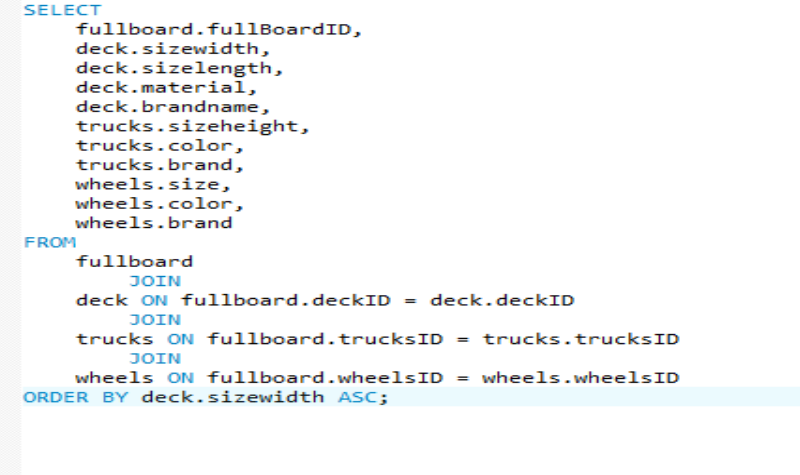 SELECT
fullboard.fullBoardID,
deck.sizewidth,
deck.sizelength,
deck.material,
deck.brandname,
trucks.sizeheight,
trucks.color,
trucks.brand,
wheels.size,
wheels.color,
wheels.brand
FROM
fullboard
JOIN
deck ON fullboard.deckID = deck.deckID
JOIN
trucks ON fullboard.trucksID = trucks.trucksID
JOIN
wheels ON fullboard.wheelsID = wheels.wheelsID
ORDER BY deck.sizewidth ASC;